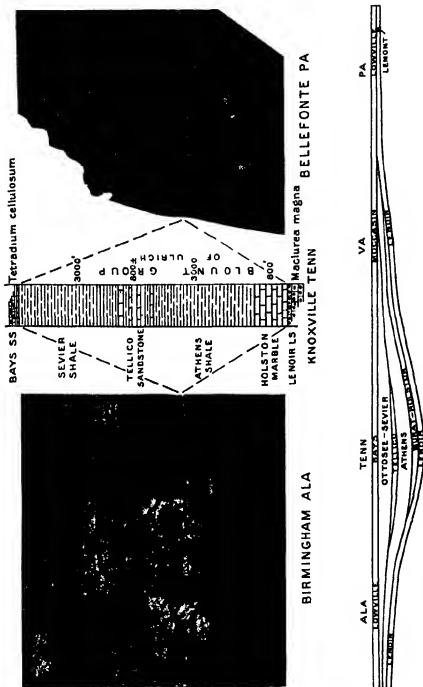 BAYS SS
Tetradium cellulosum
SEVIER
SHALE
3000'
TELLICO
SANDSTONE
800'
±
BLOUNT GROUP
OF ULRICH
ATHENS
SHALE
3000'
HOLSTON
MARBLE
800'
LENOIR LS
Maclurea magna
BIRMINGHAM ALA
KNOXVILLE TENN
BELLEFONTE PA
ALA
TENN
VA
PA
LOWVILLE
BAYS
MOCCASIN
LOWVILLE
OTTOSEE-SEVIER
TELLICO
ATHENS
HOLSTON
LENOIR
LENOIR
LENOIR
LEMONT